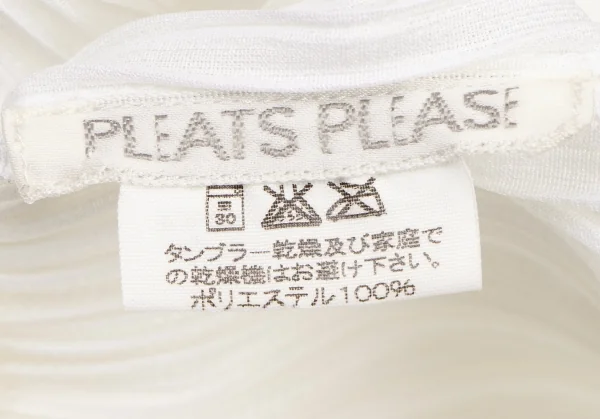 PLEATS PLEASE
30
タンブラー乾燥及び家庭で
の乾燥機はお避け下さい。
ポリエステル100%